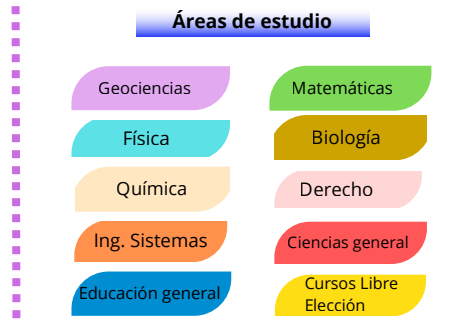 Áreas de estudio
Geociencias
Matemáticas
Física
Biología
Química
Derecho
Ing. Sistemas
Ciencias general
Educación general
Cursos Libre
Elección